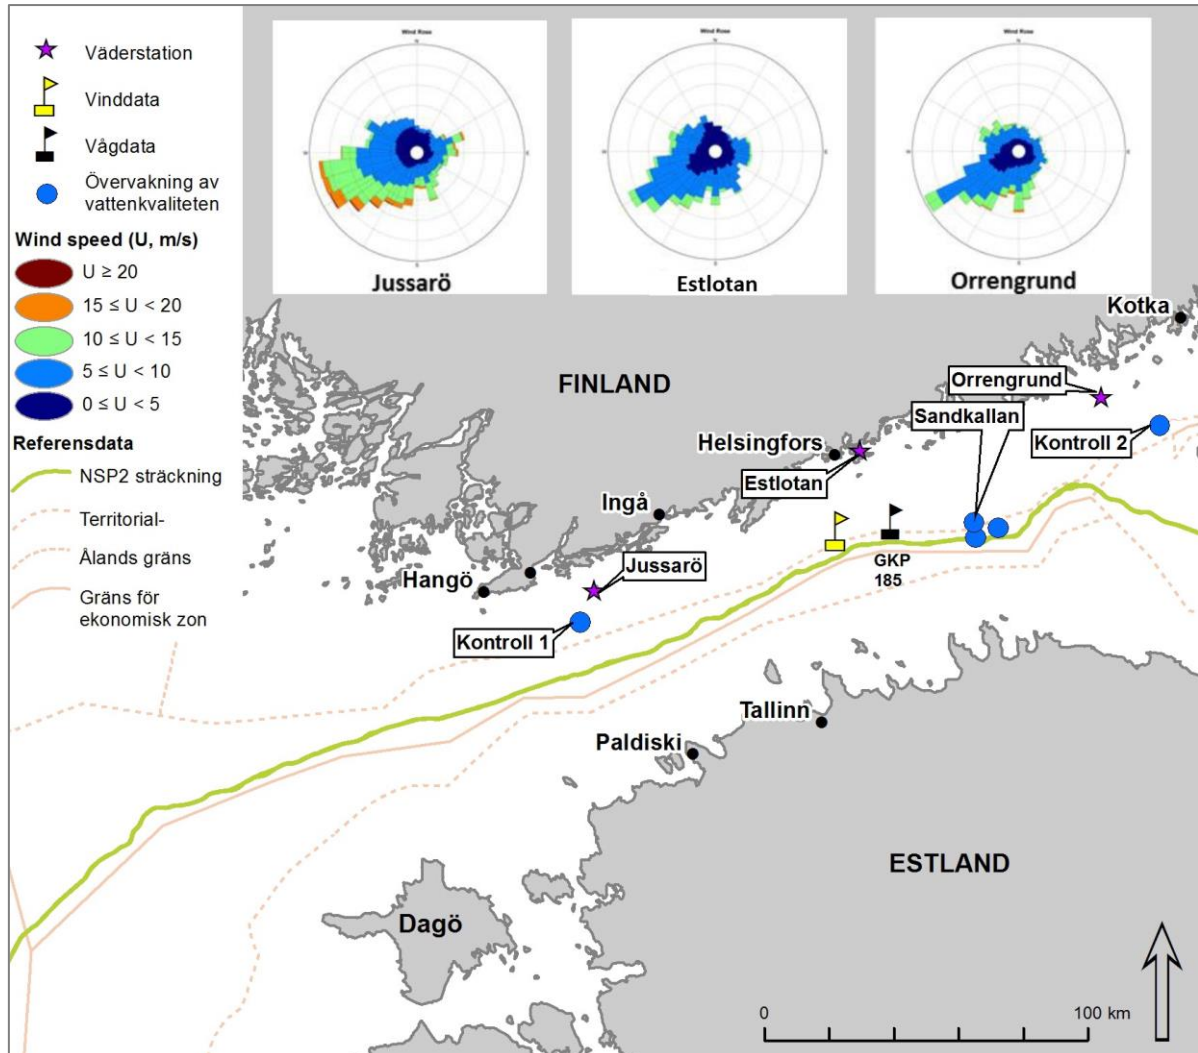 Väderstation
Vinddata
Vågdata
Övervakning av
vattenkvaliteten
Wind speed (U, m/s)
U ≥ 20
15 ≤ U < 20
10 ≤ U < 15
5 ≤ U < 10
0 ≤ U < 5
Referensdata
NSP2 sträckning
Territorial-
Ålands gräns
Gräns för
ekonomisk zon
Wind Rose
Jussarö
Wind Rose
Estlotan
Wind Rose
Orrengrund
Kotka
FINLAND
Orrengrund
Sandkallan
Helsingfors
Kontroll 2
Estlotan
Ingå
GKP
185
Jussarö
Hangö
Kontroll 1
Tallinn
Paldiski
ESTLAND
Dagö
0
100 km